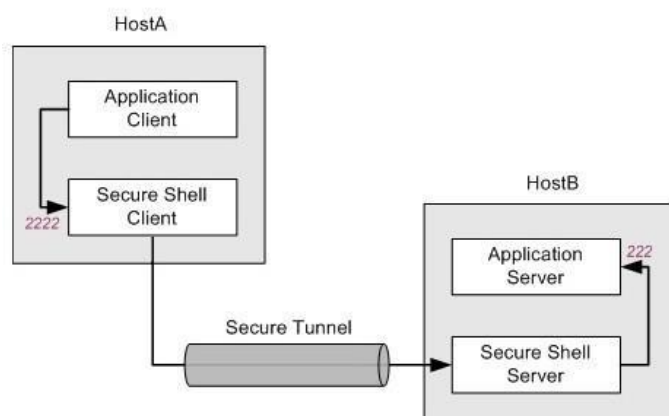 HostA
Application
Client
Secure Shell
Client
2222
HostB
Application
Server
222
Secure Tunnel
Secure Shell
Server